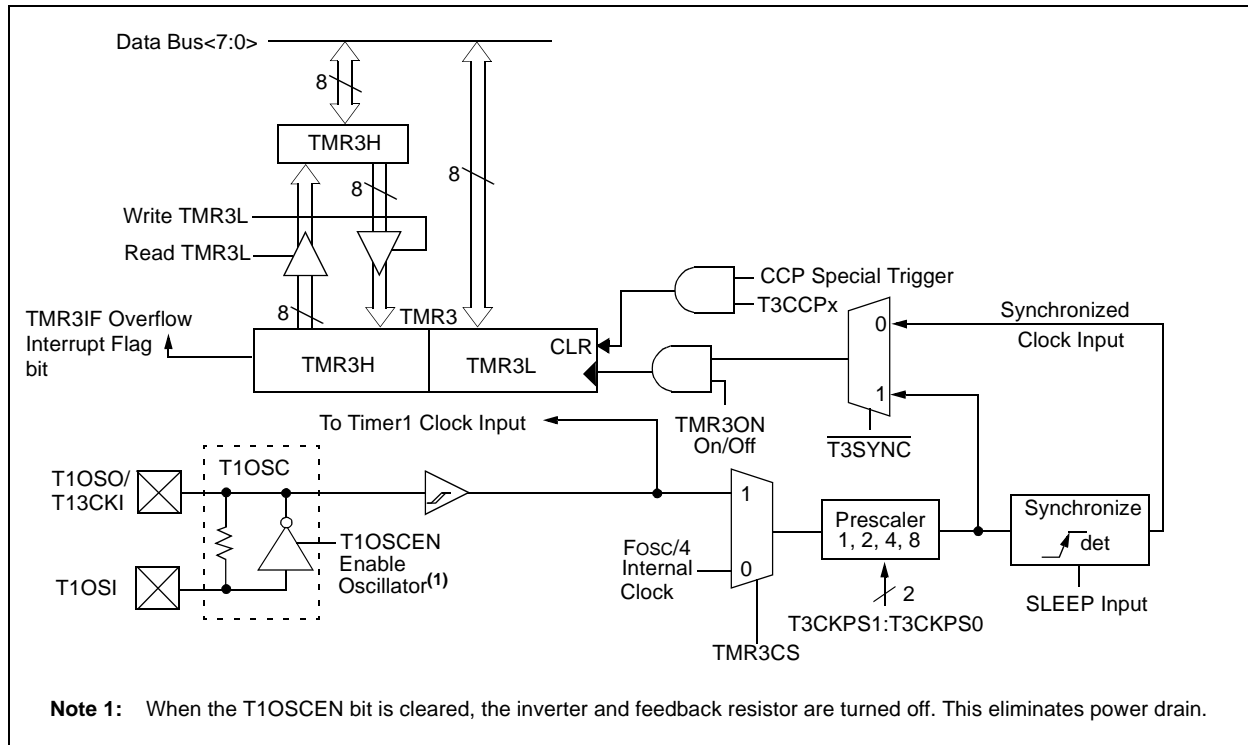 Data Bus<7:0>
8
TMR3H
8
8
Write TMR3L
Read TMR3L
8
TMR3
CCP Special Trigger
T3CCPx
TMR3IF Overflow
Interrupt Flag
bit
TMR3H
TMR3L
CLR
0
1
Synchronized
Clock Input
TMR3ON
On/Off
T3SYNC
To Timer1 Clock Input
T1OSC
T1OSO/
T13CKI
T1OSI
T1OSCEN
Enable
Oscillator(1)
FOSC/4
Internal
Clock
1
0
TMR3CS
Prescaler
1, 2, 4, 8
2
T3CKPS1:T3CKPS0
Synchronize
det
SLEEP Input
Note 1: When the T1OSCEN bit is cleared, the inverter and feedback resistor are turned off. This eliminates power drain.